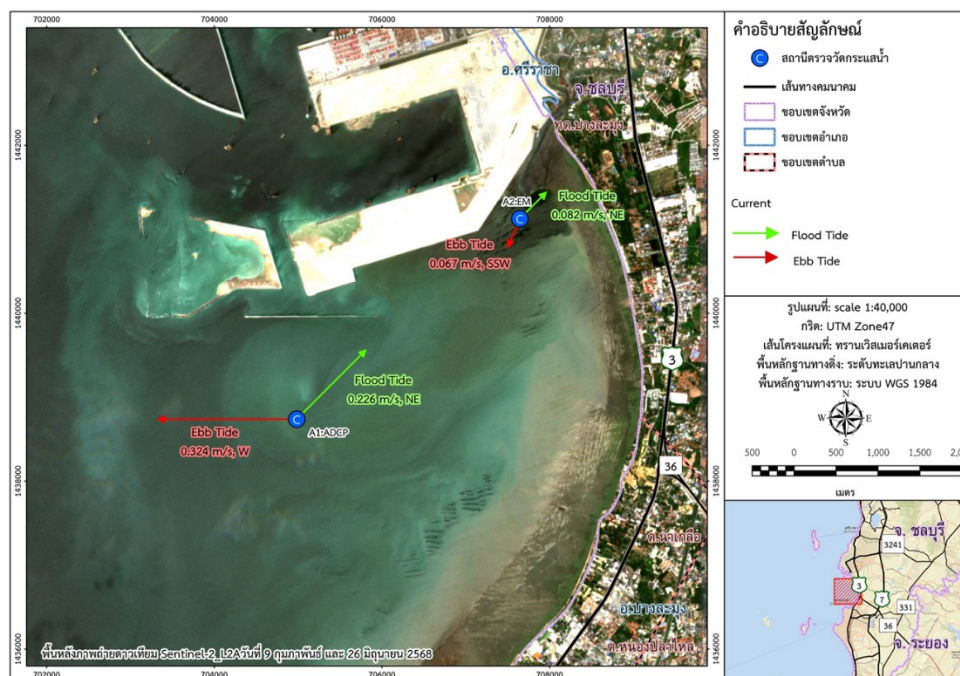 702000
704000
706000
708000
1442000
1440000
1438000
1436000
1442000
1440000
1438000
1436000
702000
704000
706000
708000
อ.ศรีราชา
จ.ชลบุรี
ทต.บางละมุง
A2:EM
C
Flood Tide
0.082 m/s, NE
Ebb Tide
0.067 m/s, SSW
Flood Tide
0.226 m/s, NE
C
A1:ADCP
Ebb Tide
0.324 m/s, W
3
36
ต.นาเกลือ
อ.บางละมุง
ต.หนองปลาไหล
พื้นหลังภาพถ่ายดาวเทียม Sentinel-2_L2Aวันที่ 9 กุมภาพันธ์ และ 26 มิถุนายน 2568
คำอธิบายสัญลักษณ์
C สถานีตรวจวัดกระแสน้ำ
เส้นทางคมนาคม
ขอบเขตจังหวัด
ขอบเขตอำเภอ
ขอบเขตตำบล
Current
Flood Tide
Ebb Tide
รูปแผนที่: scale 1:40,000
กริด: UTM Zone47
เส้นโครงแผนที่: ทรานเวิสเมอร์เคเตอร์
พื้นหลักฐานทางดิ่ง: ระดับทะเลปานกลาง
พื้นหลักฐานทางราบ: ระบบ WGS 1984
N
W E
S
500 0 500 1,000 1,500 2,0
เมตร
จ. ชลบุรี
3241
3
7
331
36
จ. ระยอง